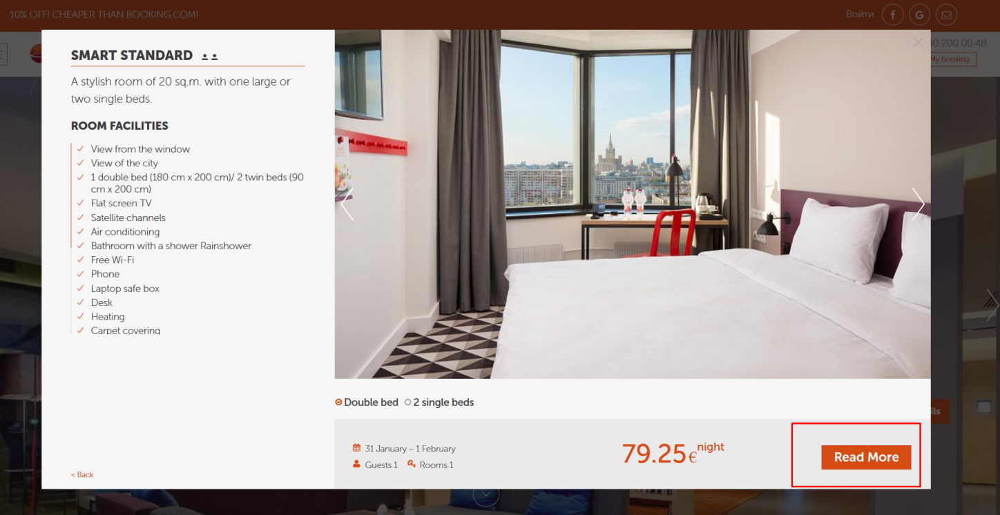 10% OFF! CHEAPER THAN BOOKING.COM!
Войти
00 200 00 48
My booking
SMART STANDARD
A stylish room of 20 sq.m. with one large or
two single beds.
ROOM FACILITIES
View from the window
View of the city
1 double bed (180 cm x 200 cm)/ 2 twin beds (90
cm x 200 cm)
Flat screen TV
Satellite channels
Air conditioning
Bathroom with a shower Rainshower
Free Wi-Fi
Phone
Laptop safe box
Desk
Heating
Carpet covering
< Back
Double bed
2 single beds
31 January – 1 February
Guests 1 Rooms 1
79.25 € night
Read More
ils